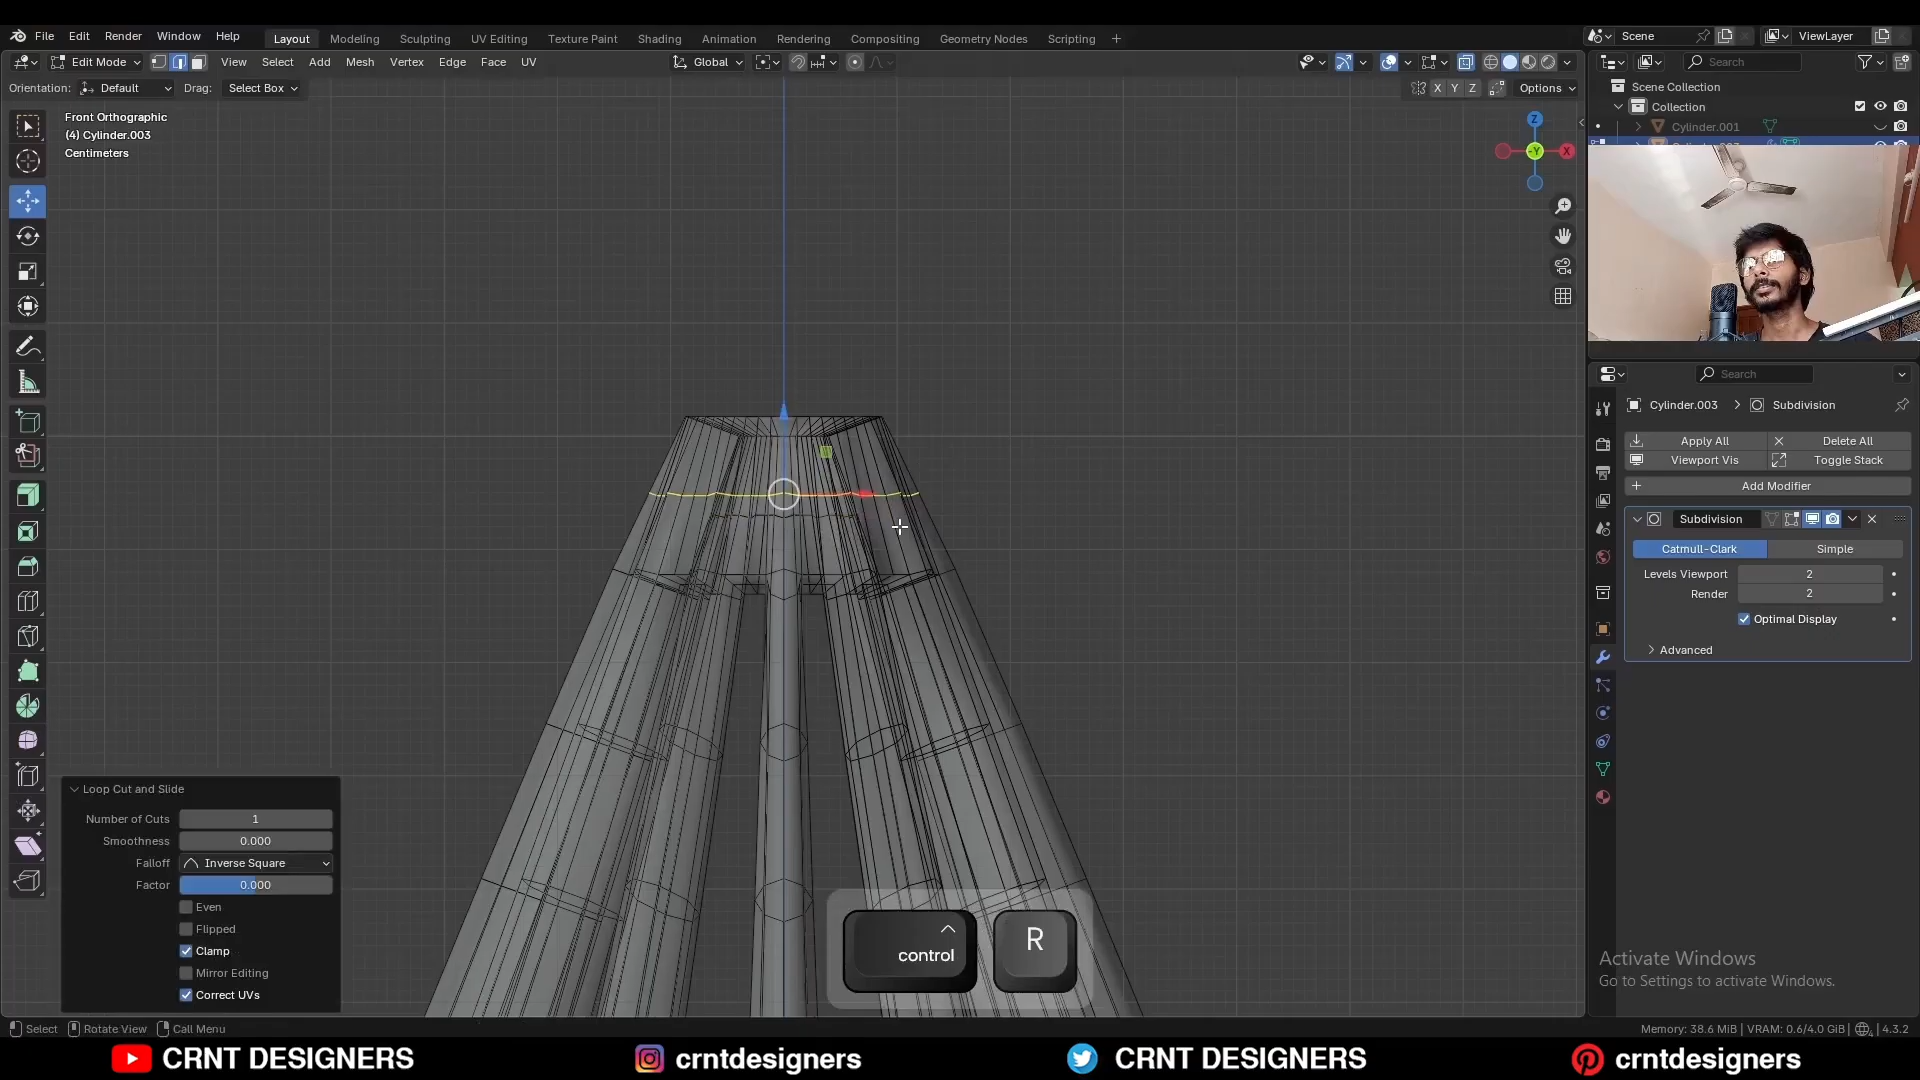 File Edit Render Window Help
Layout Modeling Sculpting UV Editing Texture Paint Shading Animation Rendering Compositing Geometry Nodes Scripting +
Scene
ViewLayer
Edit Mode
View Select Add Mesh Vertex Edge Face UV
Global
Search
Orientation: Default Drag: Select Box
X Y Z Options
Scene Collection
Collection
Cylinder.001
Front Orthographic
(4) Cylinder.003
Centimeters
Z
-Y
X
Search
Cylinder.003 > Subdivision
Apply All Delete All
Viewport Vis Toggle Stack
Add Modifier
Subdivision
Catmull-Clark Simple
Levels Viewport 2
Render 2
Optimal Display
Advanced
Loop Cut and Slide
Number of Cuts 1
Smoothness 0.000
Falloff Inverse Square
Factor 0.000
Even
Flipped
Clamp
Mirror Editing
Correct UVs
control
R
Activate Windows
Go to Settings to activate Windows.
Select Rotate View Call Menu
Memory: 38.6 MiB | VRAM: 0.6/4.0 GiB | 4.3.2
CRNT DESIGNERS crntdesigners CRNT DESIGNERS crntdesigners